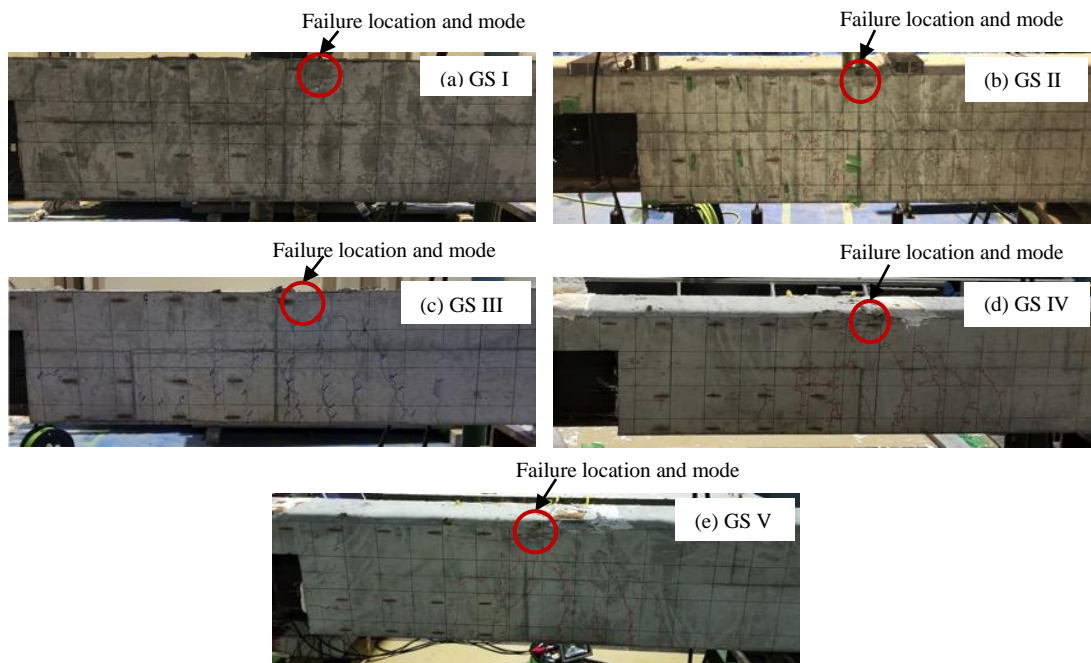 Failure location and mode
(a) GS I
Failure location and mode
(b) GS II
Failure location and mode
(c) GS III
Failure location and mode
(d) GS IV
Failure location and mode
(e) GS V